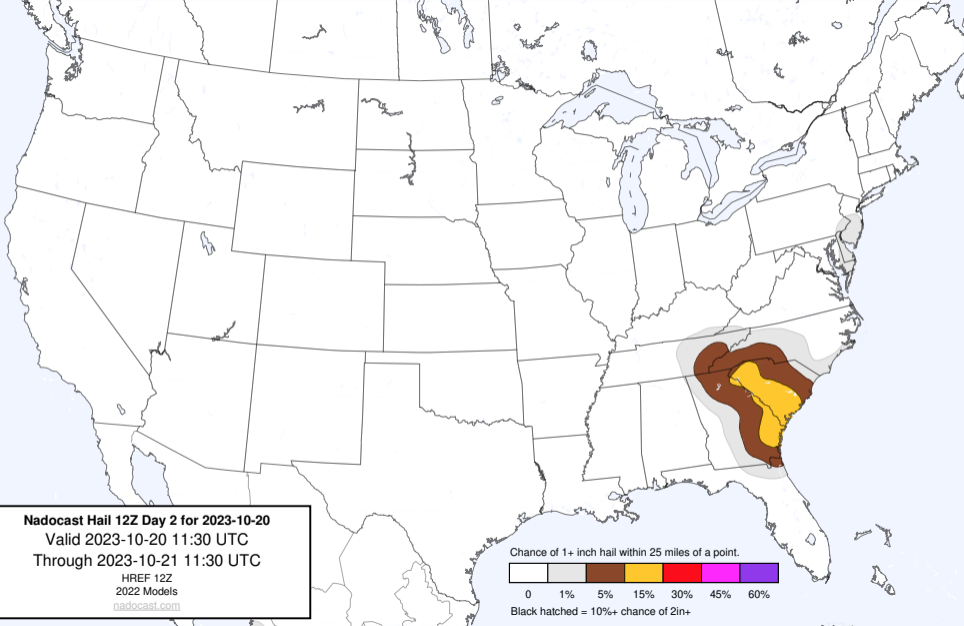 Nadocast Hail 12Z Day 2 for 2023-10-20
Valid 2023-10-20 11:30 UTC
Through 2023-10-21 11:30 UTC
HREF 12Z
2022 Models
nadocast.com
Chance of 1+ inch hail within 25 miles of a point.
0 1% 5% 15% 30% 45% 60%
Black hatched = 10%+ chance of 2in+